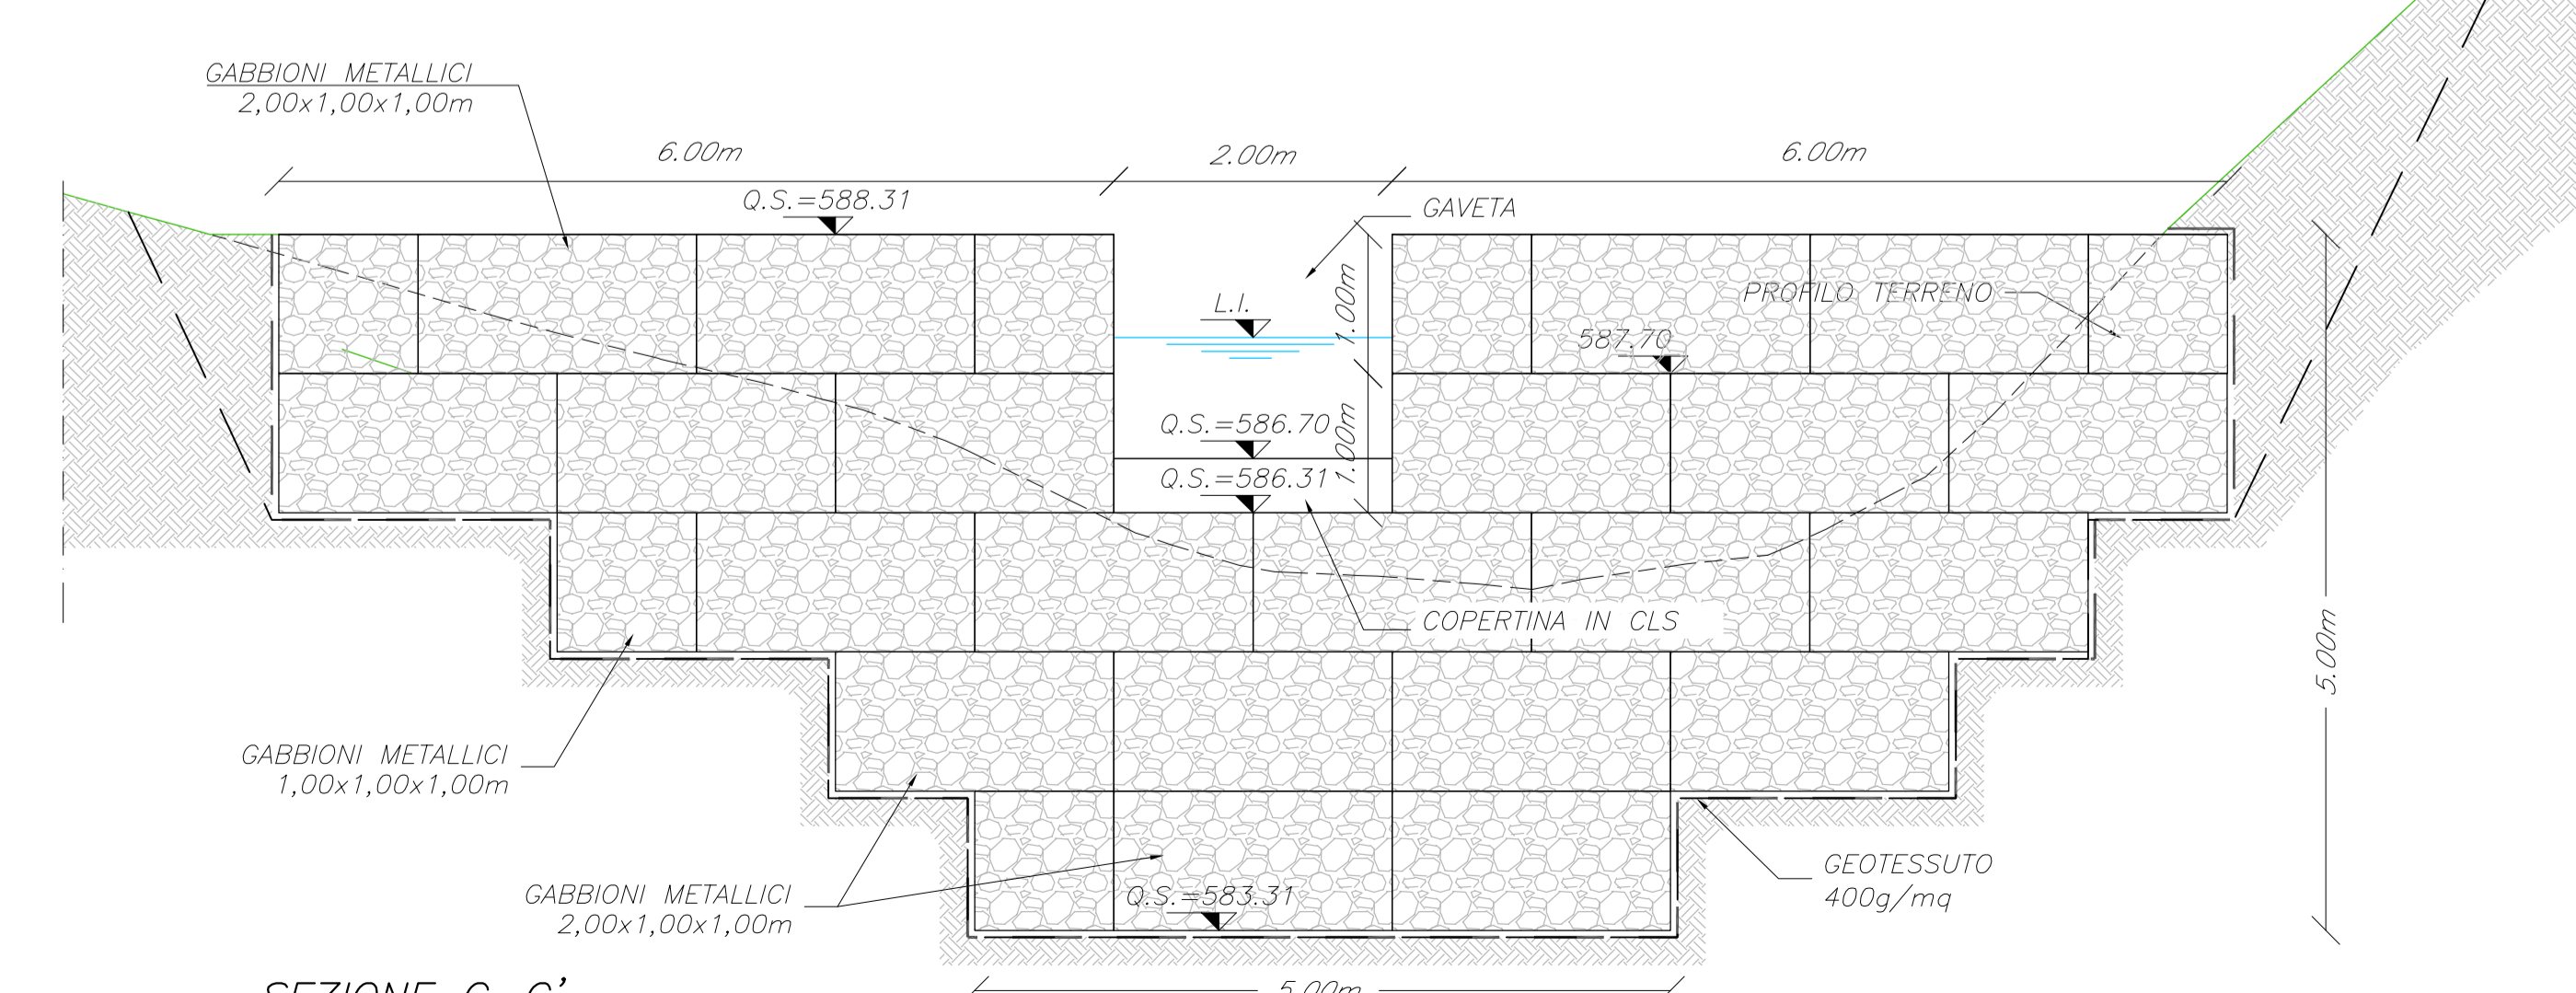 GABBIONI METALLICI
2,00x1,00x1,00m
6.00m
2.00m
6.00m
Q.S.=588.31
GAVETA
L.I.
1.00m
PROFILO TERRENO
587.70
Q.S.=586.70
1.00m
Q.S.=586.31
COPERTINA IN CLS
5.00m
GABBIONI METALLICI
1,00x1,00x1,00m
GEOTESSUTO
400g/mq
GABBIONI METALLICI
2,00x1,00x1,00m
Q.S.=583.31
5.00m